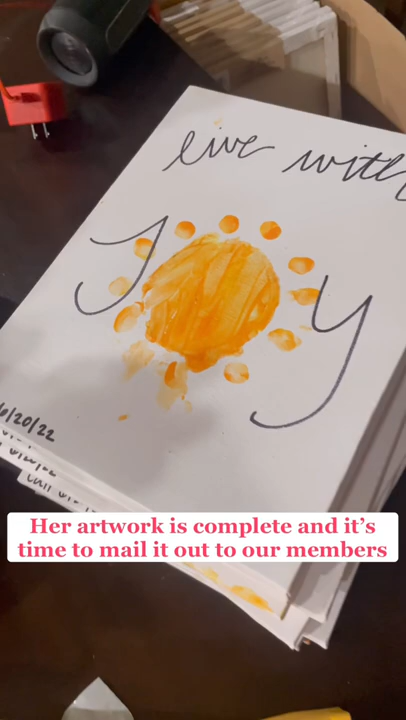 live with
J y
6/20/22
Her artwork is complete and it's
time to mail it out to our members